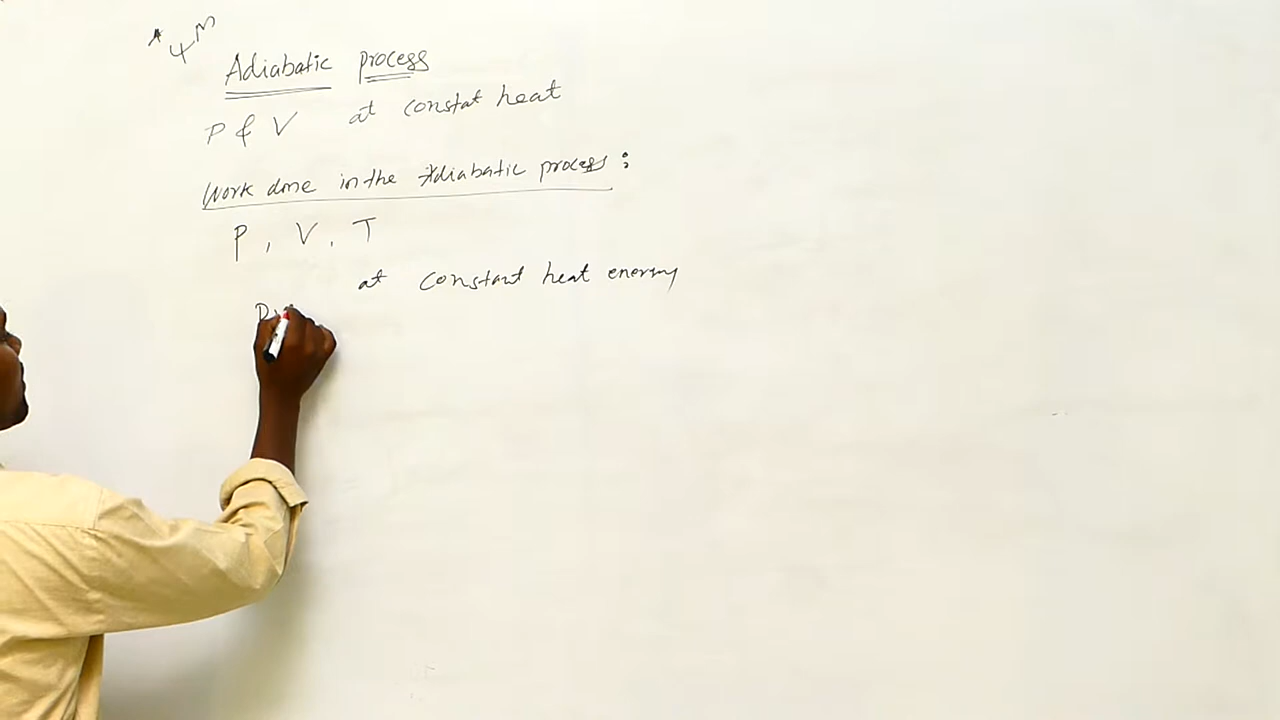 * 4M
Adiabatic process
P & V at constat heat
Work done in the Adiabatic process :
P, V, T
at constant heat energy
P